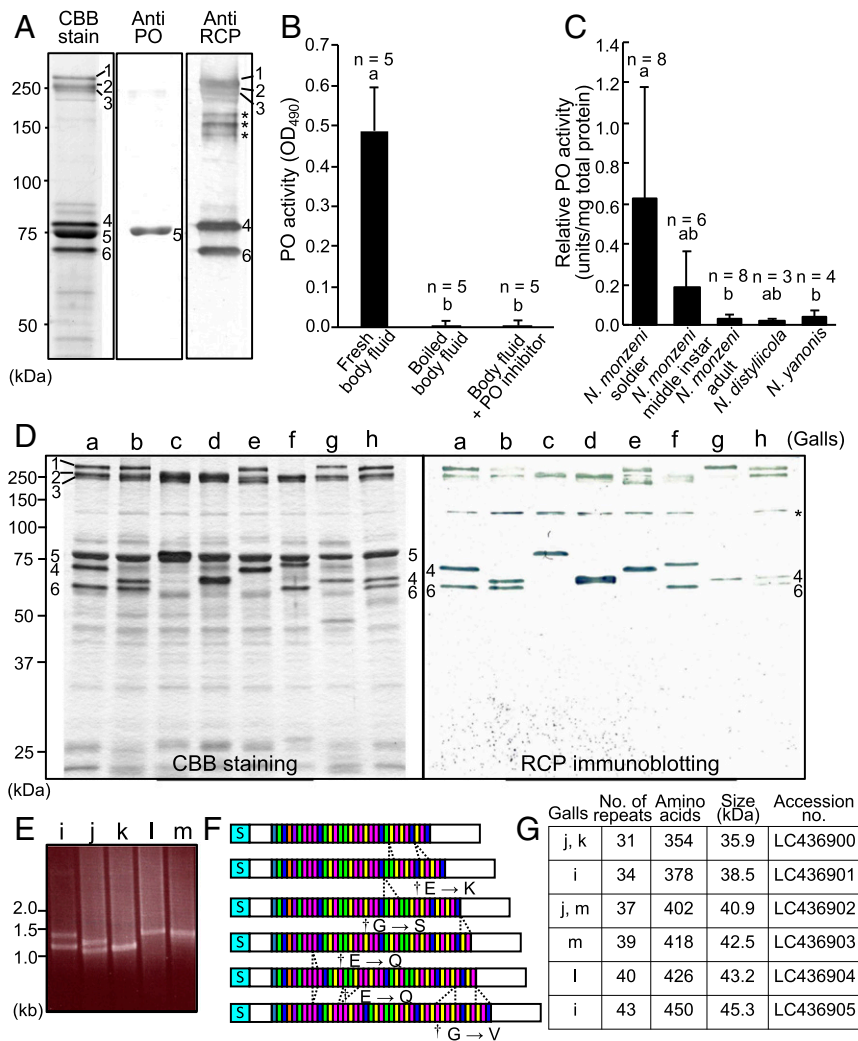 A
CBB stain
Anti PO
Anti RCP
250
150
100
75
50
(kDa)
1
2
3
4
5
6
5
1
2
3
*
*
*
4
6
B
PO activity (OD490)
0.7
0.6
0.5
0.4
0.3
0.2
0.1
0.0
n = 5
a
n = 5
b
n = 5
b
Fresh body fluid
Boiled body fluid
Body fluid + PO inhibitor
C
Relative PO activity
(units/mg total protein)
1.4
1.2
1.0
0.8
0.6
0.4
0.2
0.0
n = 8
a
n = 6
ab
n = 8
b
n = 3
ab
n = 4
b
N. monzeni soldier
N. monzeni middle instar
N. monzeni adult
N. distyliicola
N. yanonis
D
a b c d e f g h
a b c d e f g h (Galls)
1
2
3
250
150
100
75
50
37
25
(kDa)
5
4
6
5
4
6
4
6
*
4
6
CBB staining
RCP immunoblotting
E
i j k l m
2.0
1.5
1.0
(kb)
F
S
S
† E → K
S
† G → S
S
† E → Q
S
† E → Q
S
† G → V
G
Galls No. of repeats Amino acids Size (kDa) Accession no.
j, k 31 354 35.9 LC436900
i 34 378 38.5 LC436901
j, m 37 402 40.9 LC436902
m 39 418 42.5 LC436903
l 40 426 43.2 LC436904
i 43 450 45.3 LC436905